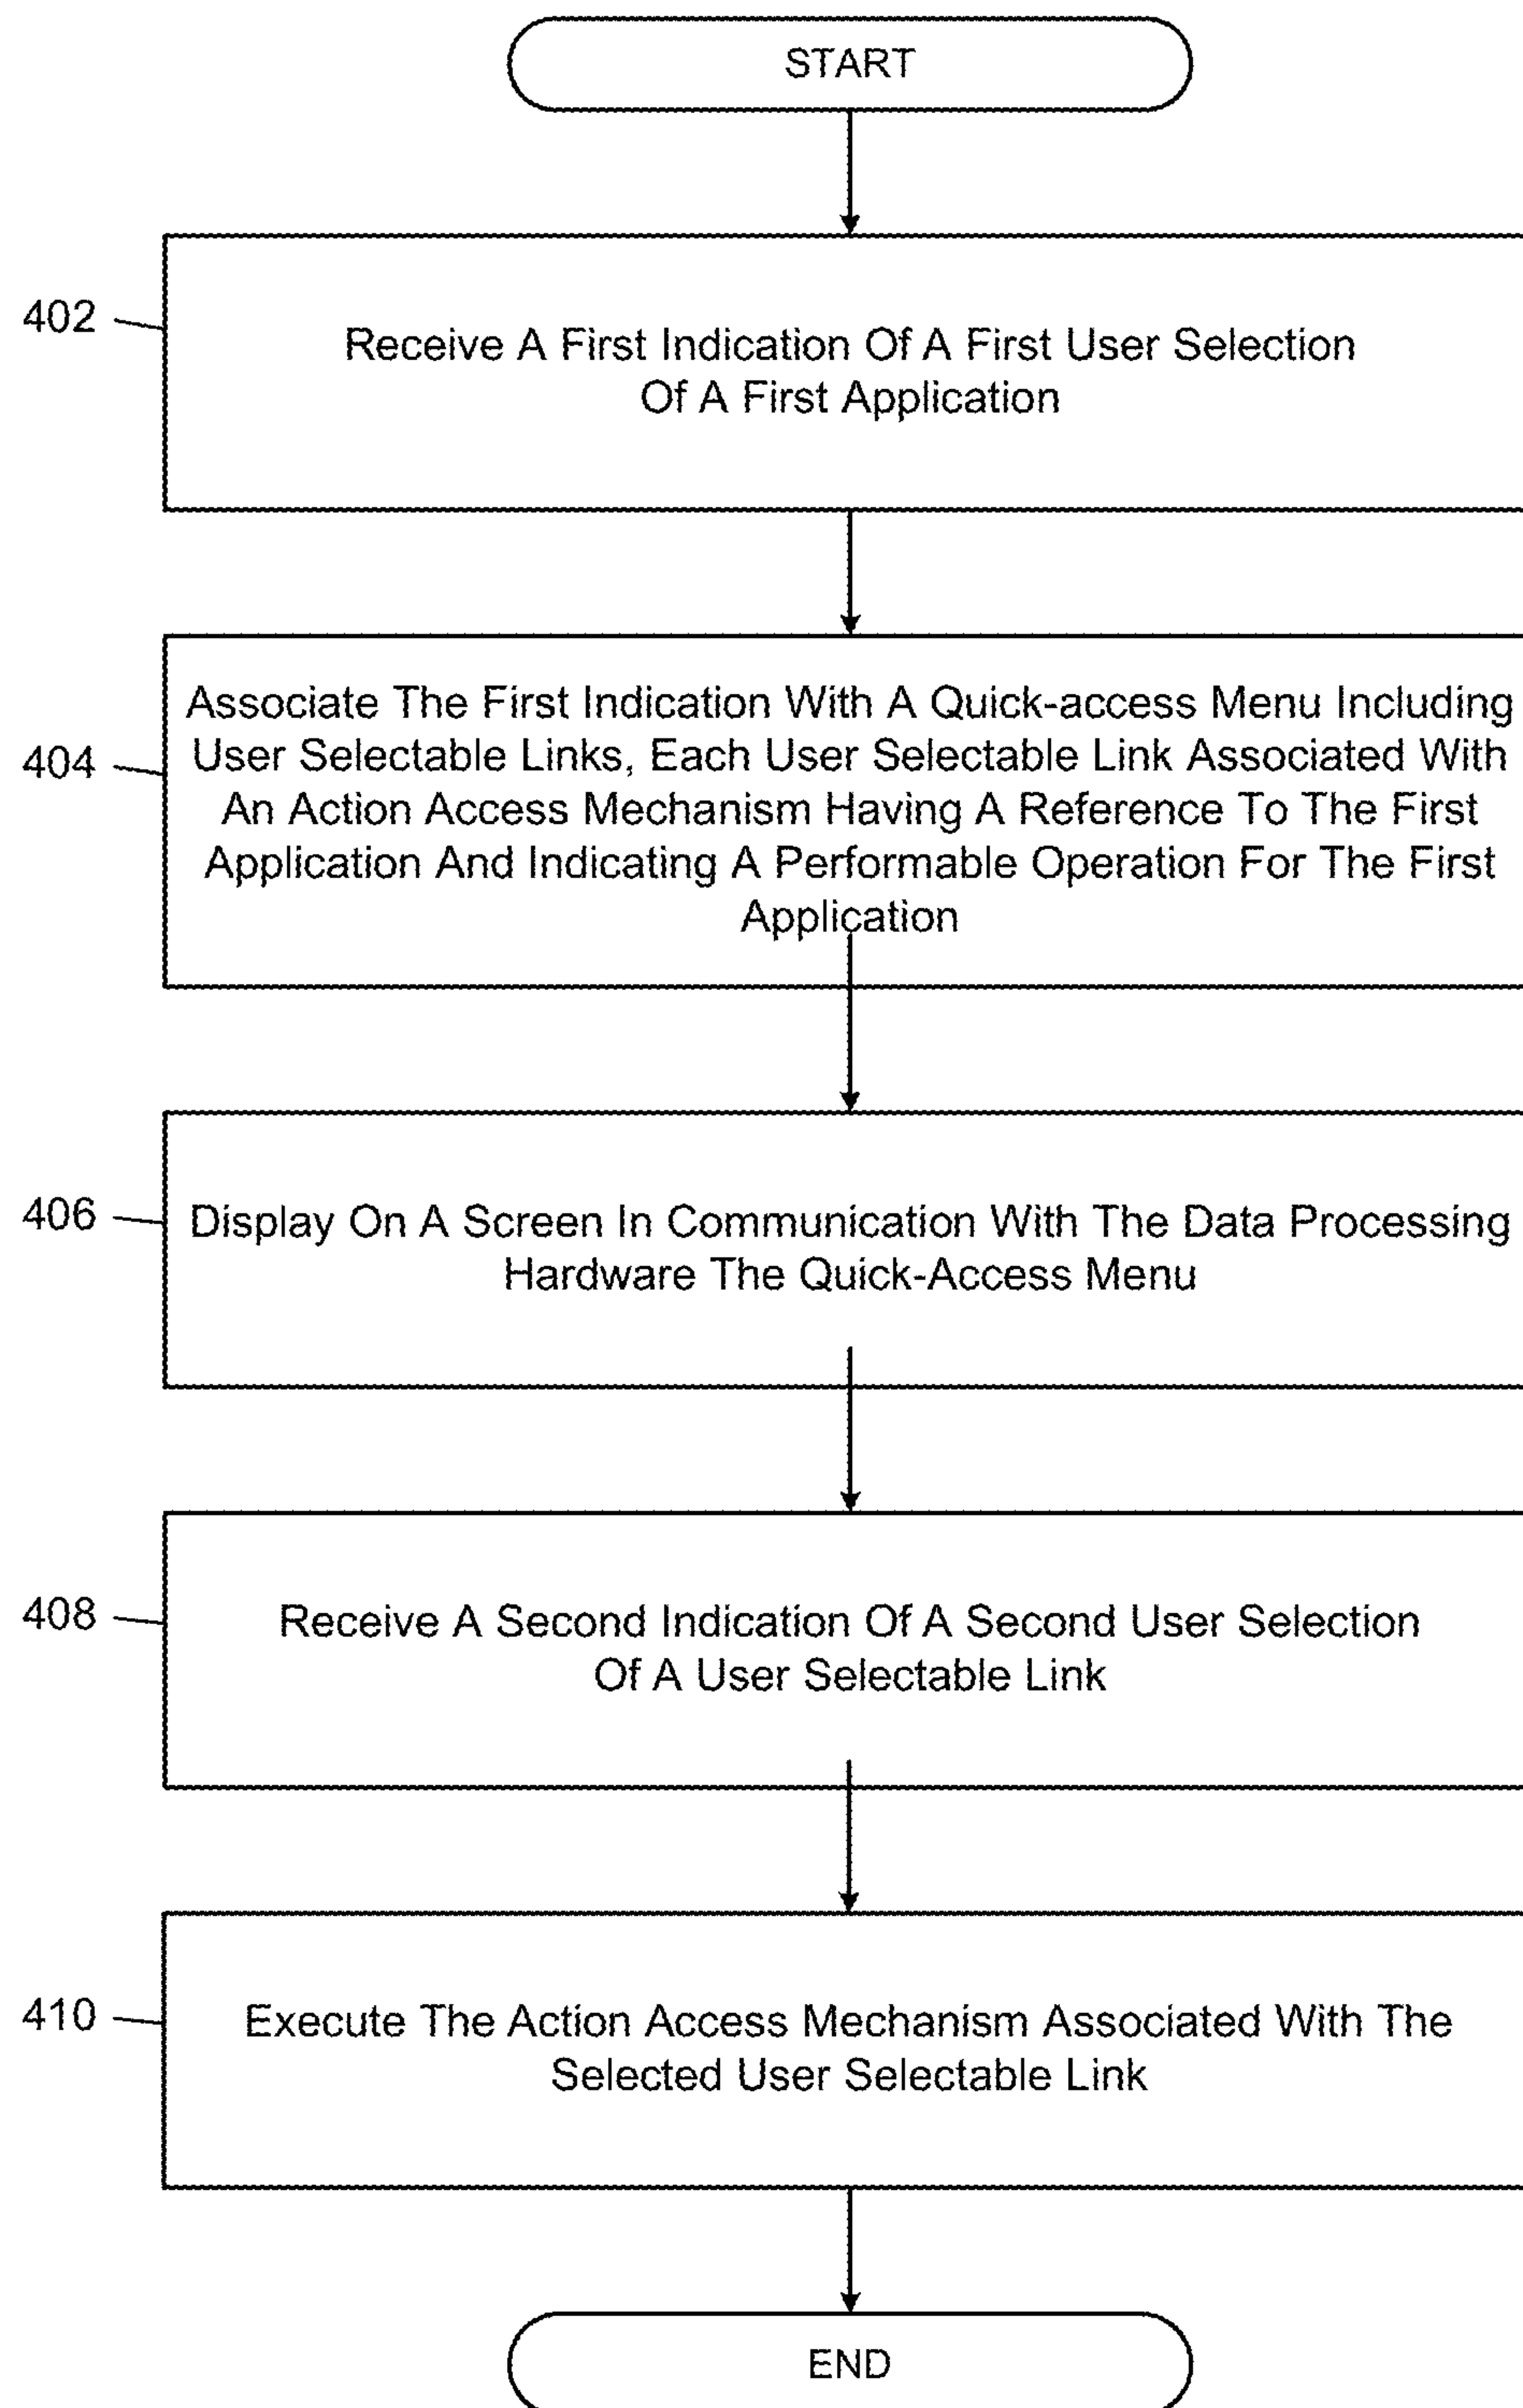 START
402
Receive A First Indication Of A First User Selection
Of A First Application
404
Associate The First Indication With A Quick-access Menu Including
User Selectable Links, Each User Selectable Link Associated With
An Action Access Mechanism Having A Reference To The First
Application And Indicating A Performable Operation For The First
Application
406
Display On A Screen In Communication With The Data Processing
Hardware The Quick-Access Menu
408
Receive A Second Indication Of A Second User Selection
Of A User Selectable Link
410
Execute The Action Access Mechanism Associated With The
Selected User Selectable Link
END